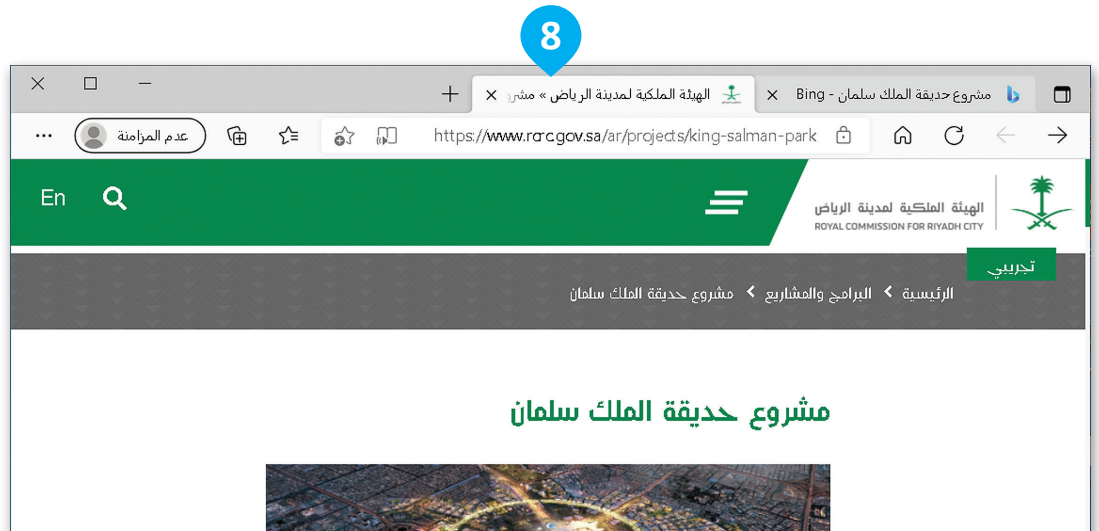 8
مشروع حديقة الملك سلمان - Bing
الهيئة الملكية لمدينة الرياض » مشرو
https://www.rcrc.gov.sa/ar/projects/king-salman-park
عدم المزامنة
الهيئة الملكية لمدينة الرياض
ROYAL COMMISSION FOR RIYADH CITY
En
تجريبي
الرئيسية > البرامج والمشاريع > مشروع حديقة الملك سلمان
مشروع حديقة الملك سلمان